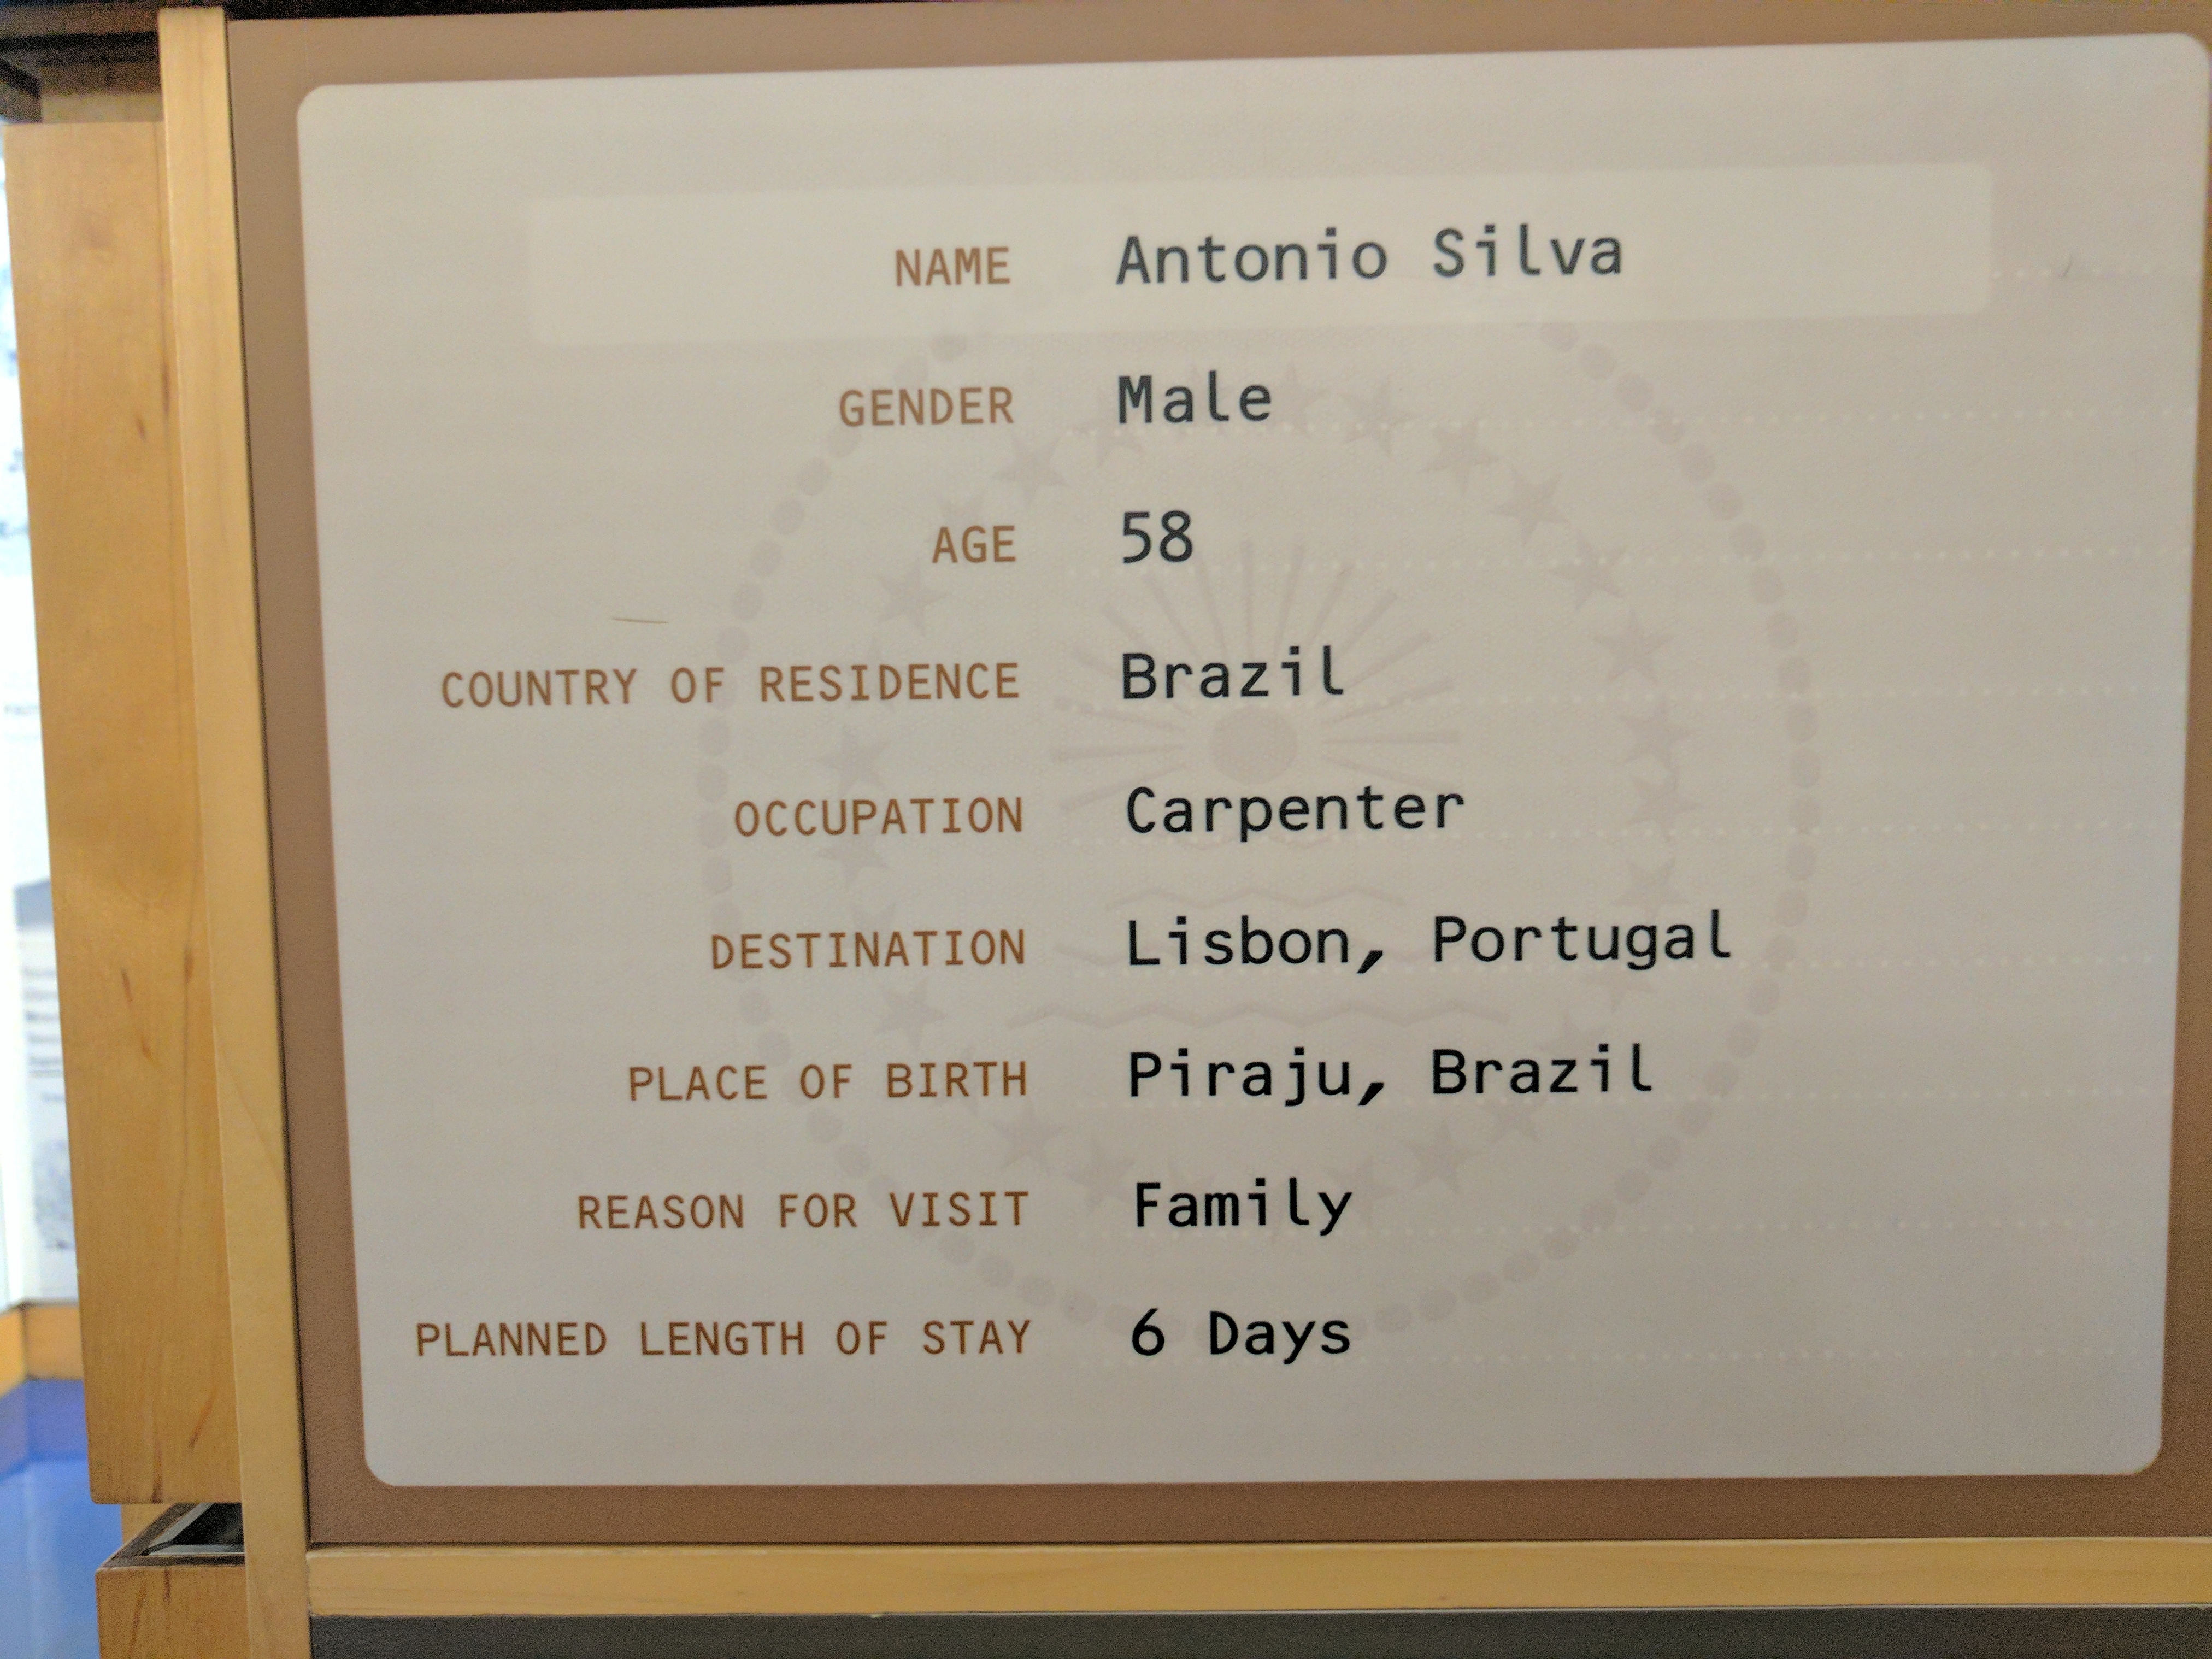 NAME Antonio Silva
GENDER Male
AGE 58
COUNTRY OF RESIDENCE Brazil
OCCUPATION Carpenter
DESTINATION Lisbon, Portugal
PLACE OF BIRTH Piraju, Brazil
REASON FOR VISIT Family
PLANNED LENGTH OF STAY 6 Days